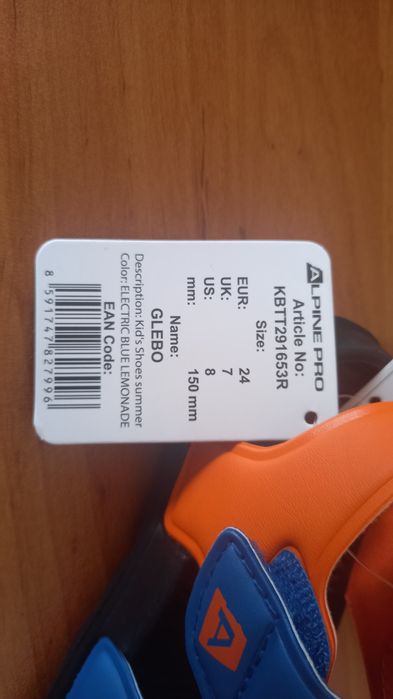 ALPINE PRO
Article No:
KBTT291653R
Size:
EUR: 24
UK: 7
US: 8
mm: 150 mm
Name:
GLEBO
Description: Kid's Shoes summer
Color: ELECTRIC BLUE LEMONADE
EAN Code:
8 591747 827996
A